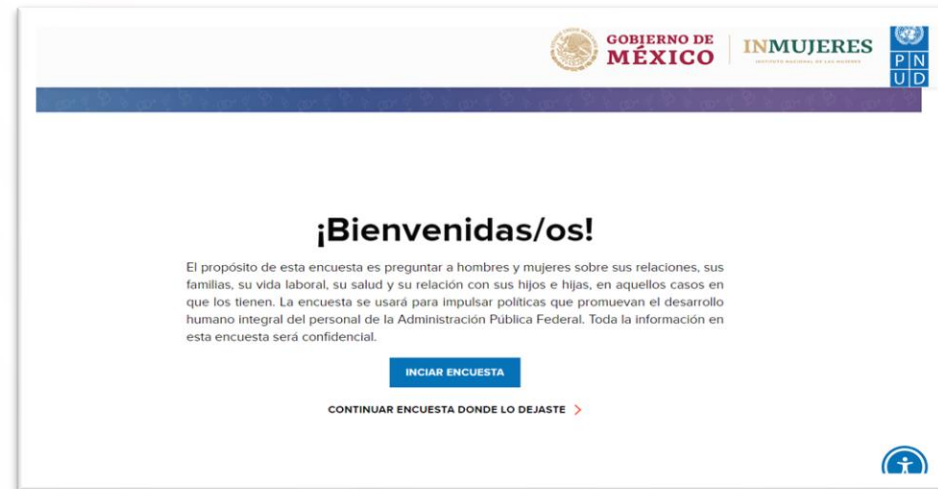 GOBIERNO DE
MÉXICO
INMUJERES
INSTITUTO NACIONAL DE LAS MUJERES
PN
UD
¡Bienvenidas/os!
El propósito de esta encuesta es preguntar a hombres y mujeres sobre sus relaciones, sus
familias, su vida laboral, su salud y su relación con sus hijos e hijas, en aquellos casos en
que los tienen. La encuesta se usará para impulsar políticas que promuevan el desarrollo
humano integral del personal de la Administración Pública Federal. Toda la información en
esta encuesta será confidencial.
INCIAR ENCUESTA
CONTINUAR ENCUESTA DONDE LO DEJASTE